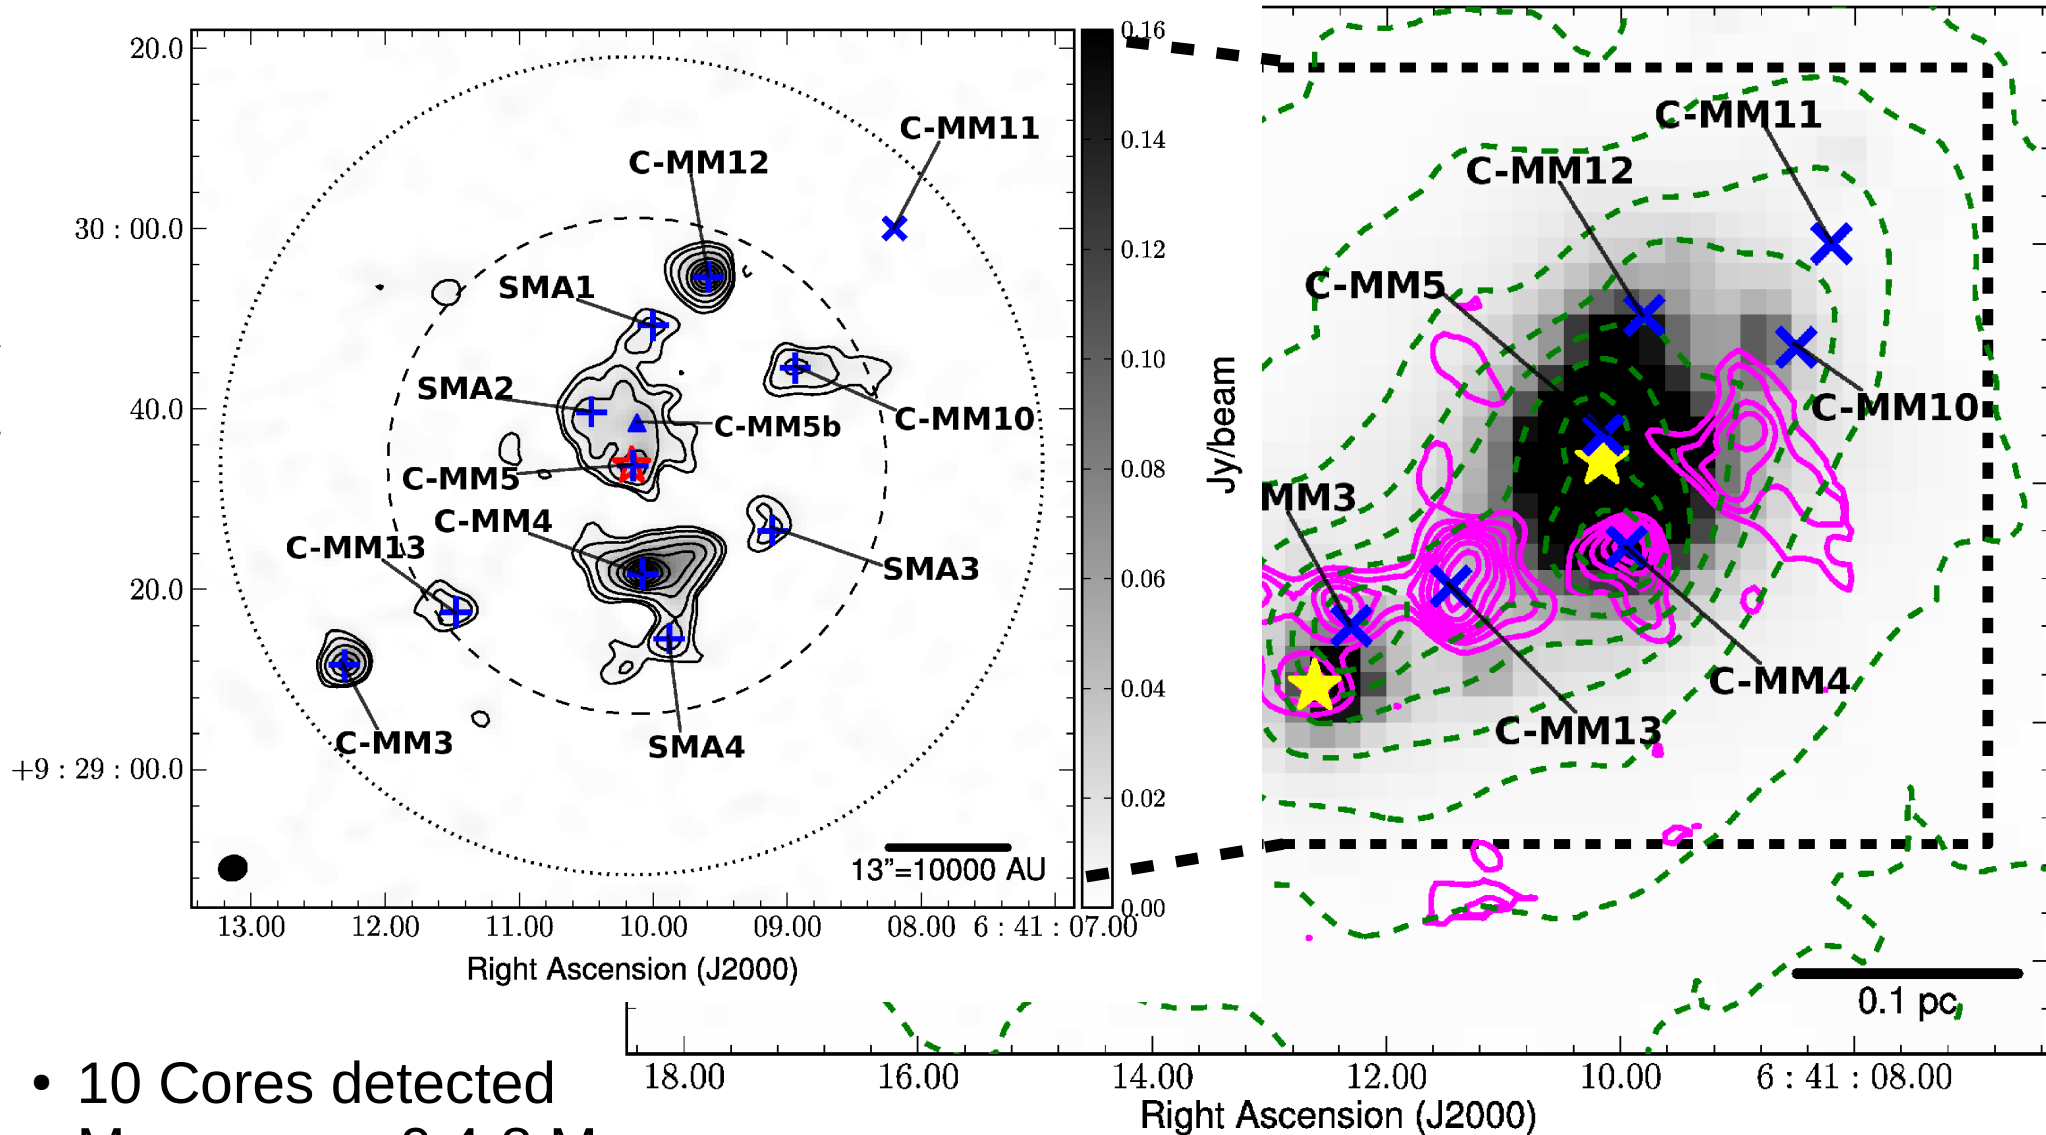 20.0
30 : 00.0
40.0
20.0
+9 : 29 : 00.0
C-MM11
C-MM12
SMA1
SMA2
C-MM5b
C-MM10
C-MM5
C-MM4
C-MM13
SMA3
C-MM3
SMA4
13”=10000 AU
13.00 12.00 11.00 10.00 09.00 08.00 6 : 41 : 07.00
Right Ascension (J2000)
0.16
0.14
0.12
0.10
0.08
0.06
0.04
0.02
0.00
Jy/beam
C-MM11
C-MM12
C-MM5
C-MM10
MM3
C-MM4
C-MM13
0.1 pc
18.00 16.00 14.00 12.00 10.00 6 : 41 : 08.00
Right Ascension (J2000)
• 10 Cores detected